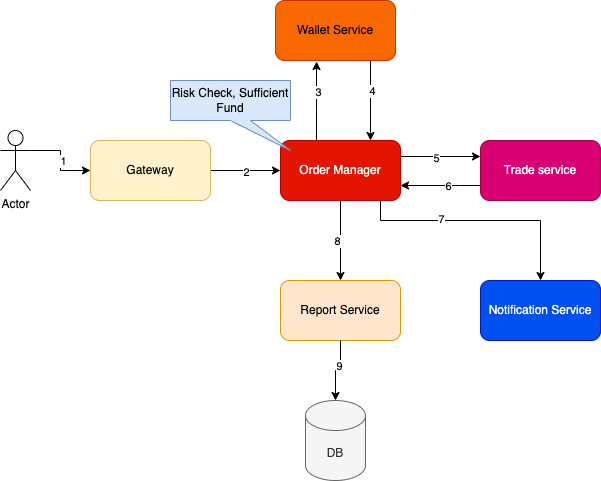 Wallet Service
3
4
Risk Check, Sufficient
Fund
1
Gateway
2
Order Manager
5
6
Trade service
Actor
7
8
Report Service
Notification Service
9
DB